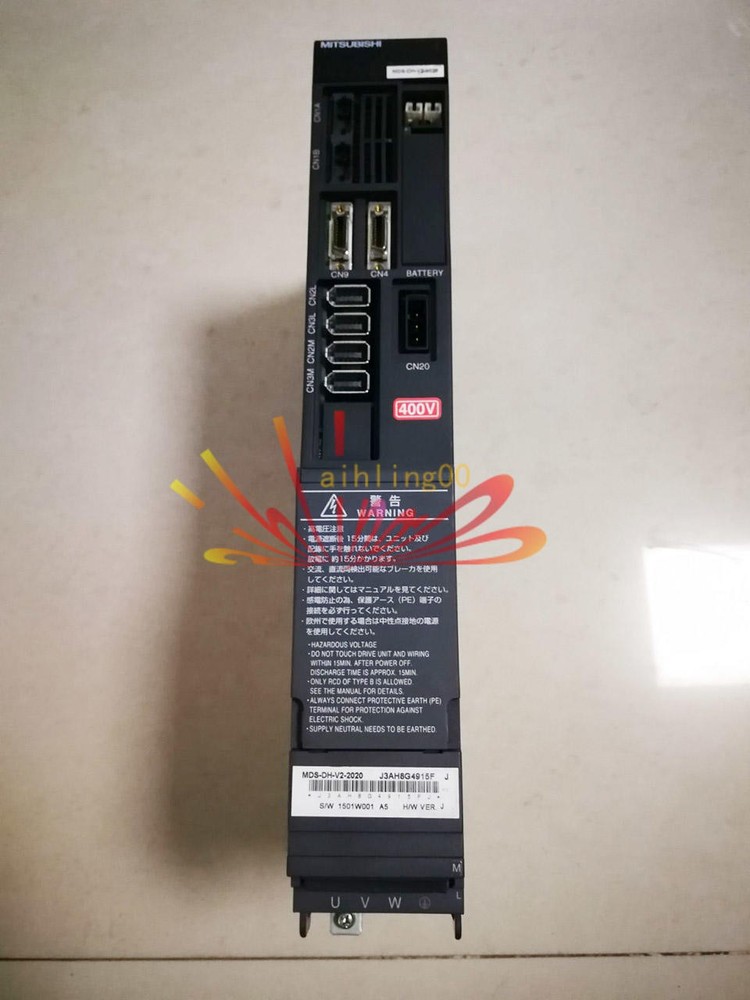 MITSUBISHI
CN1A
CN1B
CN9
CN4
BATTERY
CN2L
CN3L
CN2M
CN3M
CN20
400V
aihling00
警告
WARNING
・高電圧注意
・電源遮断後 15分間は、ユニット及び
配線に手を触れないでください。
放電に約15分かかります。
・交流、直流両検出可能なブレーカを使用
してください。
・詳細に関してはマニュアルを見てください。
・感電防止の為、保護アース (PE) 端子の
接続を必ず行ってください。
・欧州で使用する場合は中性点接地の電源
を使用してください。
・HAZARDOUS VOLTAGE
・DO NOT TOUCH DRIVE UNIT AND WIRING
WITHIN 15MIN. AFTER POWER OFF.
DISCHARGE TIME IS APPROX. 15MIN.
・ONLY RCD OF TYPE B IS ALLOWED.
SEE THE MANUAL FOR DETAILS.
・ALWAYS CONNECT PROTECTIVE EARTH (PE)
TERMINAL FOR PROTECTION AGAINST
ELECTRIC SHOCK.
・SUPPLY NEUTRAL NEEDS TO BE EARTHED.
MDS-DH-V2-2020 J3AH8G4915F J
S/W 1501W001 A5 H/W VER. J
M
L
U V W